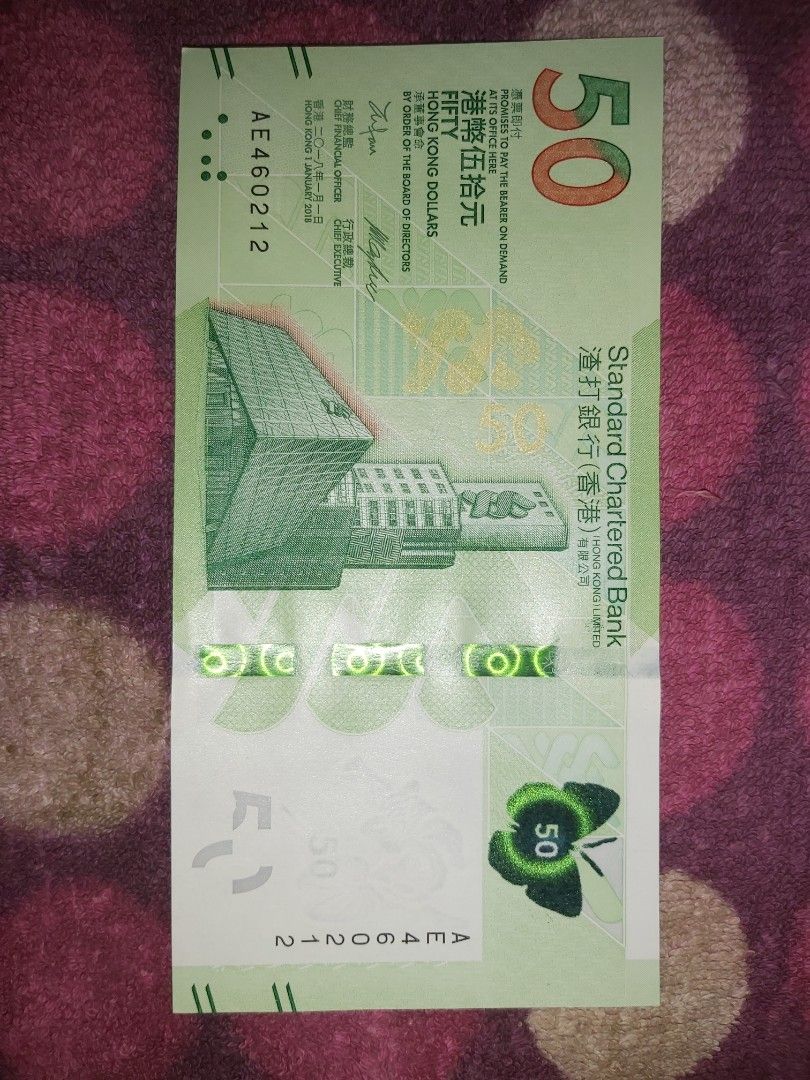 50
Standard Chartered Bank
(HONG KONG) LIMITED
渣打銀行(香港)有限公司
憑票即付
PROMISES TO PAY THE BEARER ON DEMAND
AT ITS OFFICE HERE
港幣伍拾元
FIFTY
HONG KONG DOLLARS
承董事會命
BY ORDER OF THE BOARD OF DIRECTORS
財務總監
CHIEF FINANCIAL OFFICER
行政總裁
CHIEF EXECUTIVE
香港二〇一八年一月一日
HONG KONG 1 JANUARY 2018
AE460212
50
50
50
AE460212